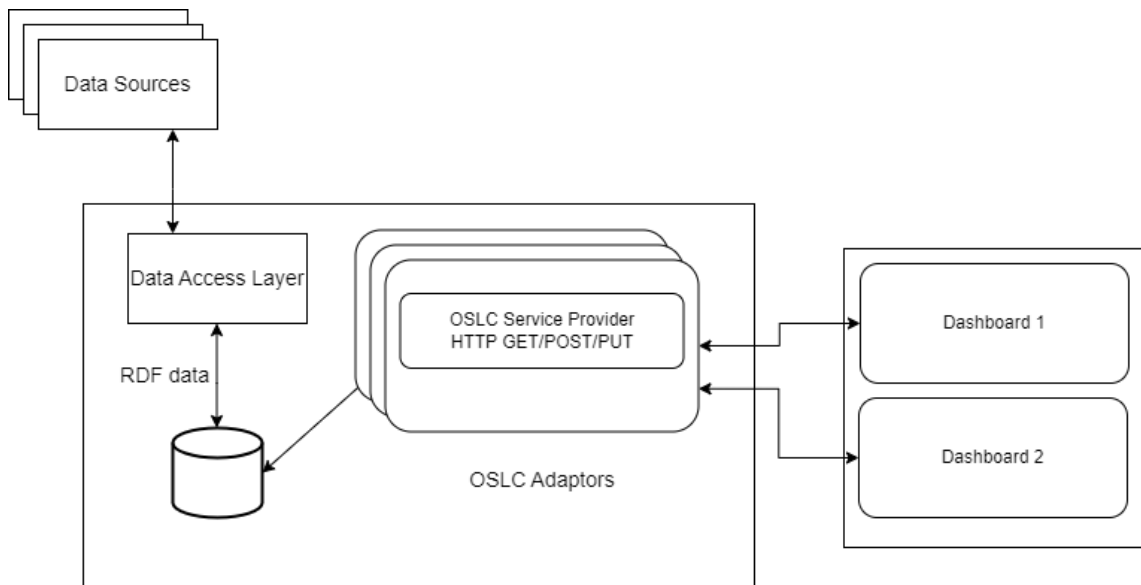 Data Sources
Data Access Layer
OSLC Service Provider
HTTP GET/POST/PUT
RDF data
OSLC Adaptors
Dashboard 1
Dashboard 2